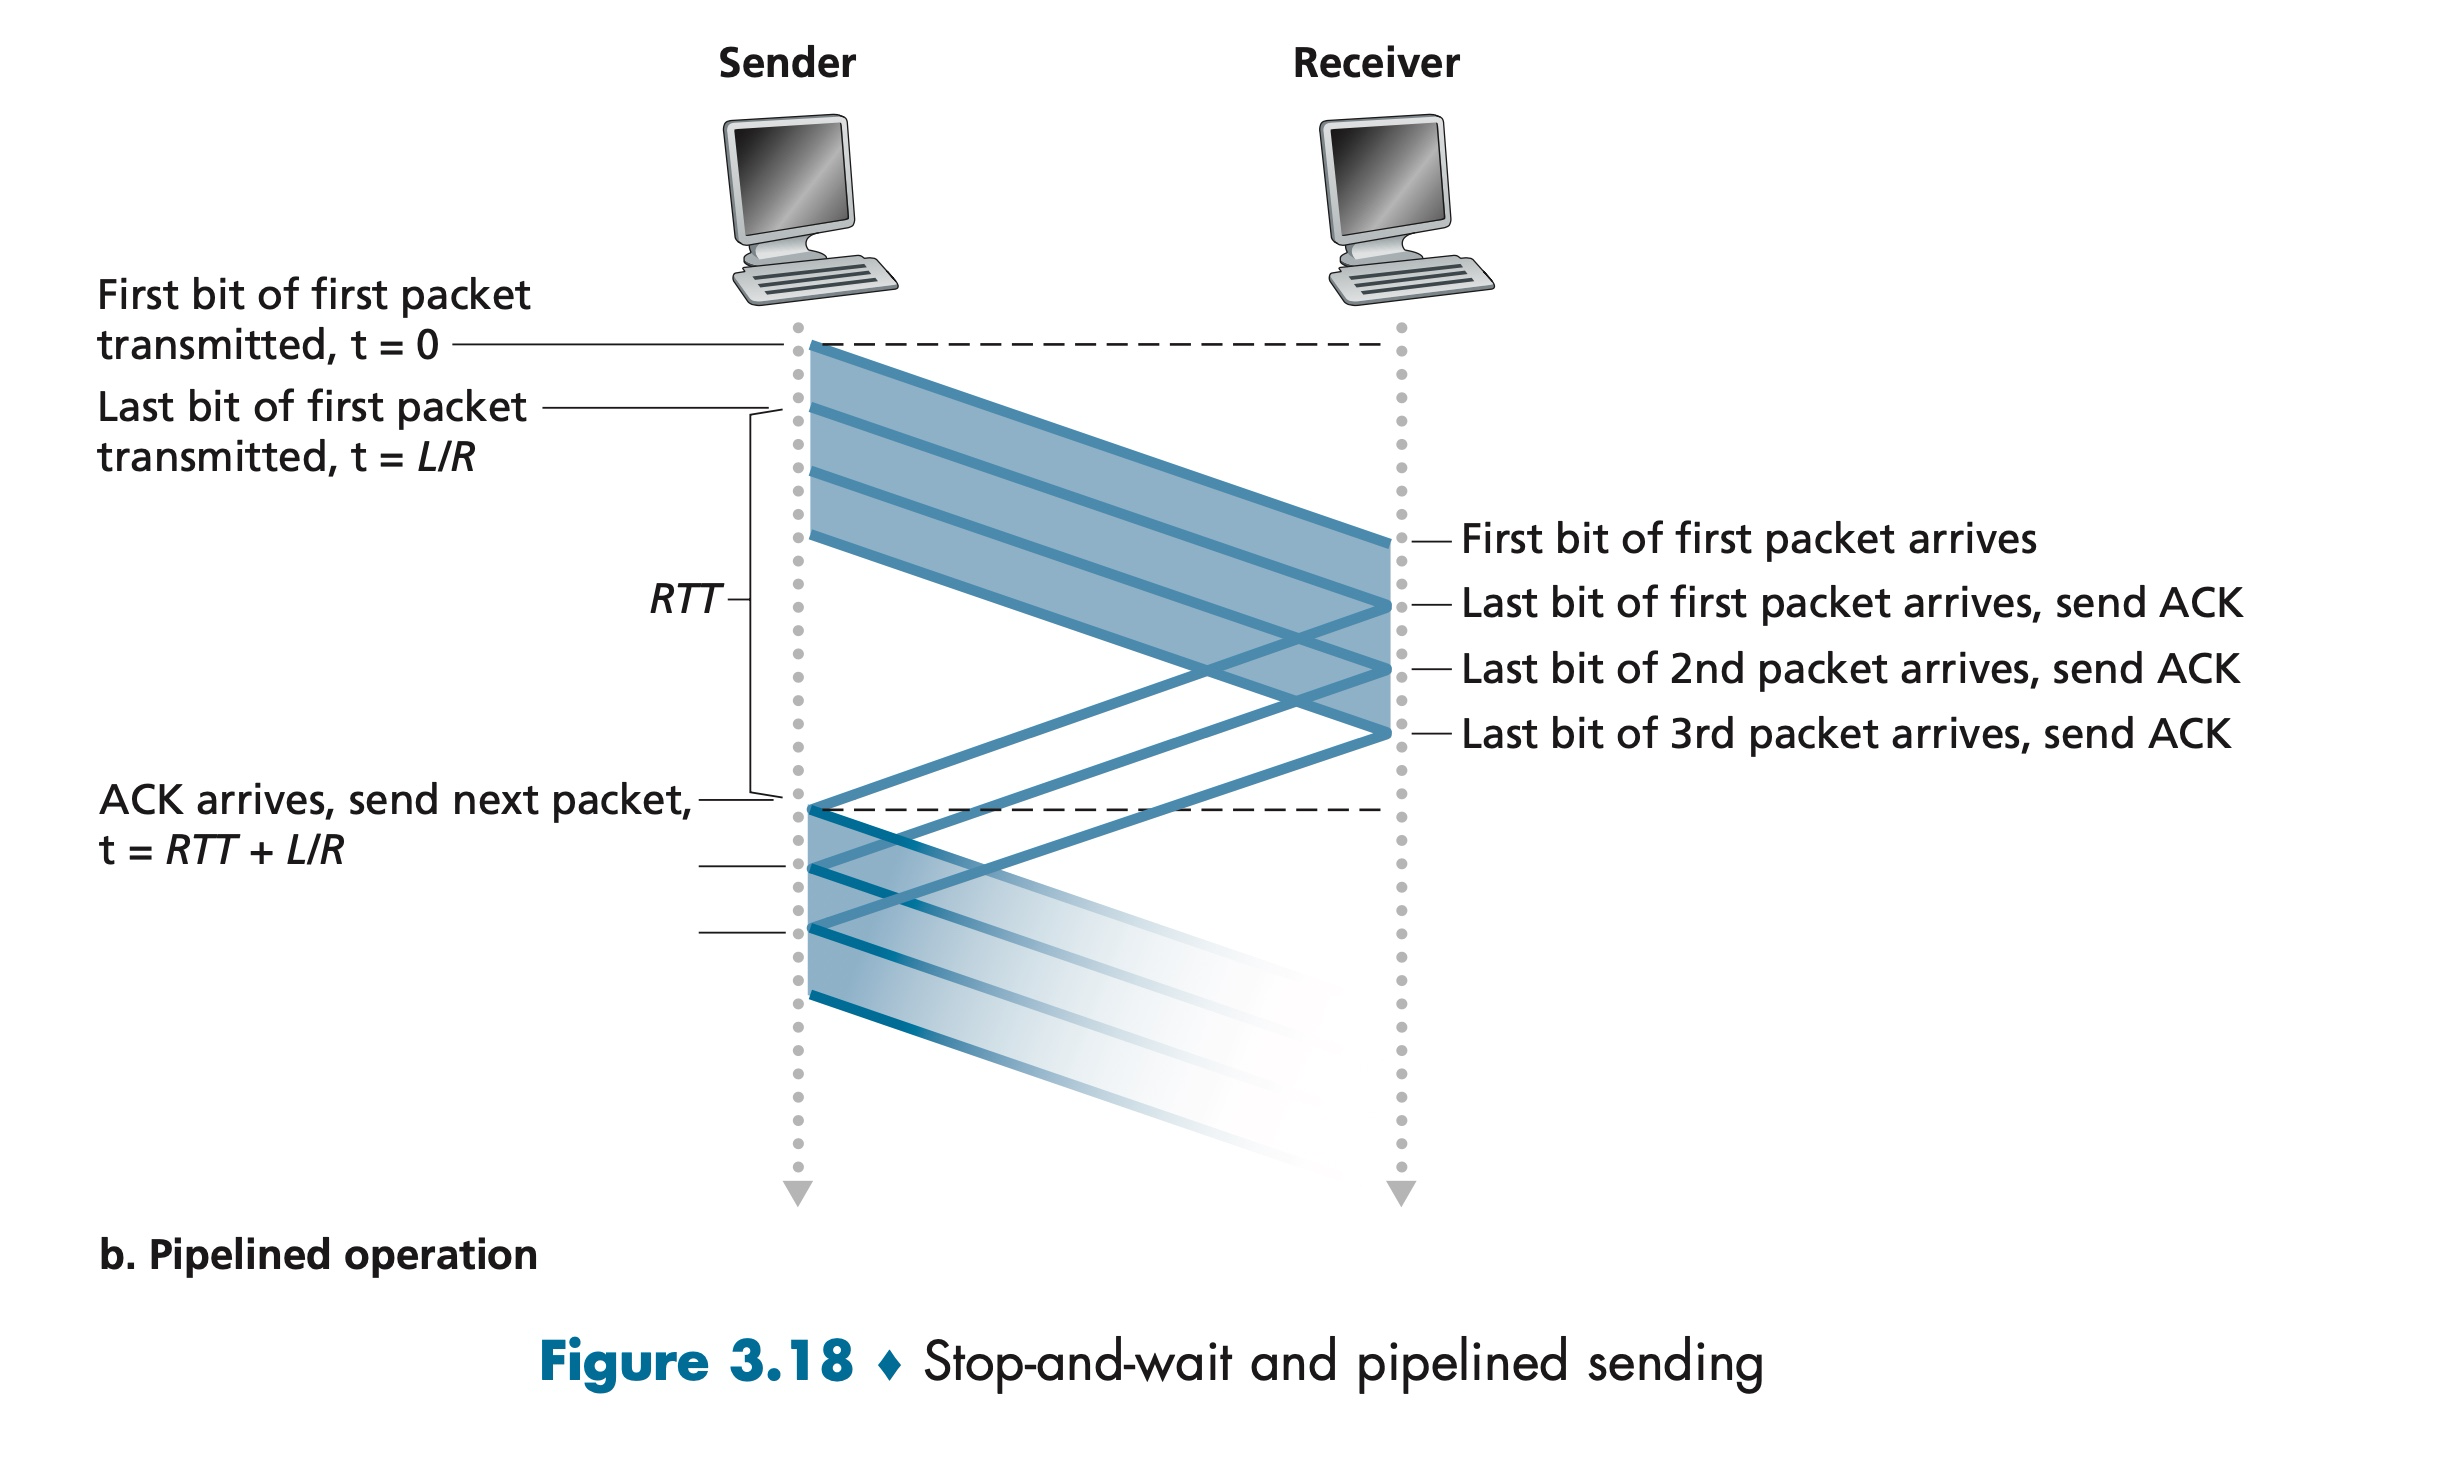 Sender
Receiver
First bit of first packet
transmitted, t = 0
Last bit of first packet
transmitted, t = L/R
First bit of first packet arrives
RTT
Last bit of first packet arrives, send ACK
Last bit of 2nd packet arrives, send ACK
Last bit of 3rd packet arrives, send ACK
ACK arrives, send next packet,
t = RTT + L/R
b. Pipelined operation
Figure 3.18 ♦ Stop-and-wait and pipelined sending